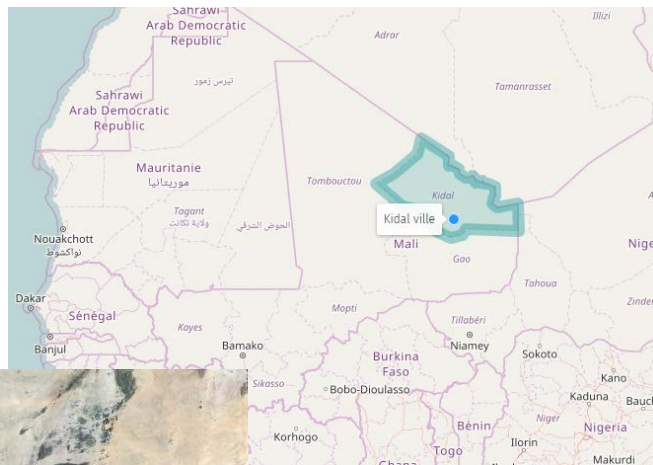 Sahrawi
Arab Democratic
Republic
Adrar
Illizi
تيرس زمور
Tamanrasset
Sahrawi
Arab Democratic
Republic
Mauritanie
موريتانيا
Tombouctou
Kidal
Tagant
ولاية تكانت
الحوض الشرقي
Kidal ville
Nouakchott
نواكشوط
Mali
Gao
Nige
Tahoua
Dakar
Zinder
Sénégal
Mopti
Tillabéri
Kayes
Banjul
Bamako
Niamey
Sokoto
Burkina
Faso
Kano
Sikasso
Bobo-Dioulasso
Kaduna
Bauch
Niger
Bénin
Nigeria
Korhogo
Togo
Ilorin
Ghana
Makurdi